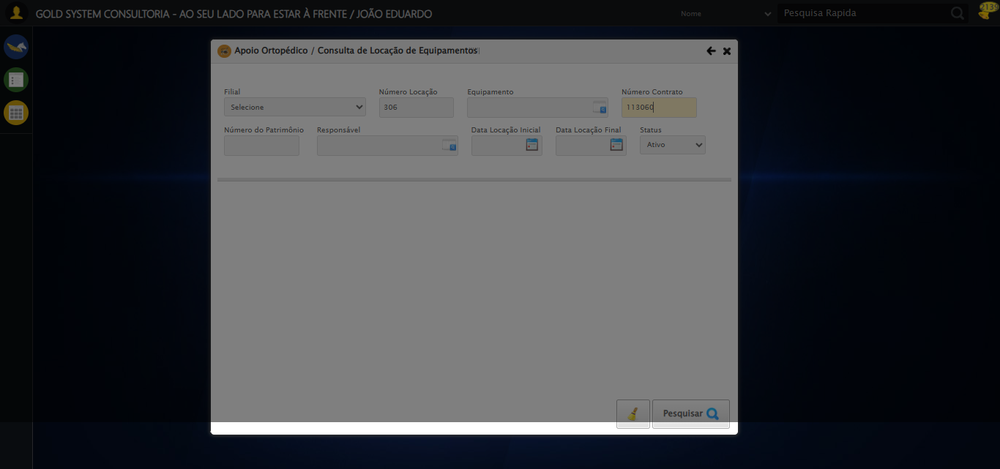 GOLD SYSTEM CONSULTORIA - AO SEU LADO PARA ESTAR À FRENTE / JOÃO EDUARDO
Nome
Pesquisa Rapida
2139
Apoio Ortopédico / Consulta de Locação de Equipamentos
Filial
Número Locação
Equipamento
Número Contrato
Selecione
306
113060
Número do Patrimônio
Responsável
Data Locação Inicial
Data Locação Final
Status
Ativo
Pesquisar